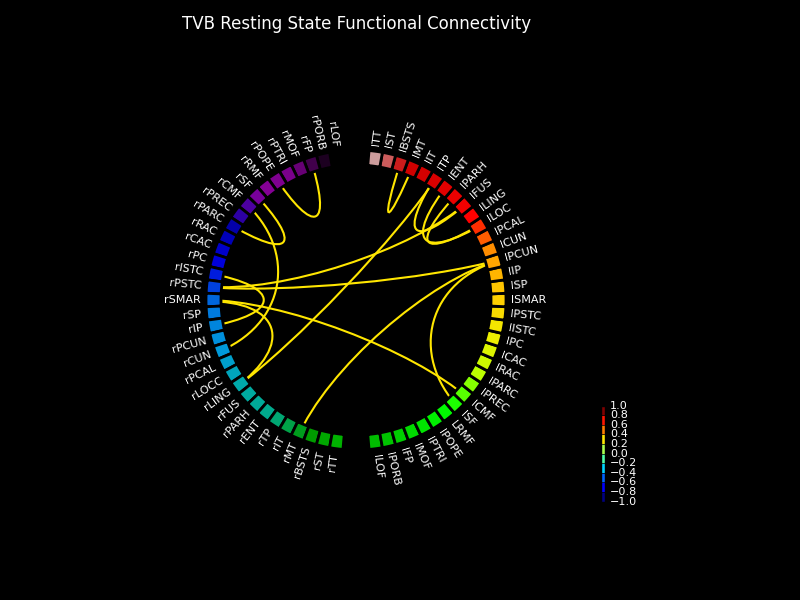 TVB Resting State Functional Connectivity
rLOF
rPORB
rFP
rMOF
rPTRI
rPOPE
rRMF
rSF
rCMF
rPREC
rPARC
rRAC
rCAC
rPC
rISTC
rPSTC
rSMAR
rSP
rIP
rPCUN
rCUN
rPCAL
rLOCC
rLING
rFUS
rPARH
rENT
rTP
rIT
rMT
rBSTS
rST
rTT
lTT
lST
lBSTS
lMT
lIT
lTP
lENT
lPARH
lFUS
lLING
lLOC
lPCAL
lCUN
lPCUN
lIP
lSP
lSMAR
lPSTC
lISTC
lPC
lCAC
lRAC
lPARC
lPREC
lCMF
lSF
LRMF
lPOPE
lPTRI
lMOF
lFP
lPORB
lLOF
1.0
0.8
0.6
0.4
0.2
0.0
−0.2
−0.4
−0.6
−0.8
−1.0